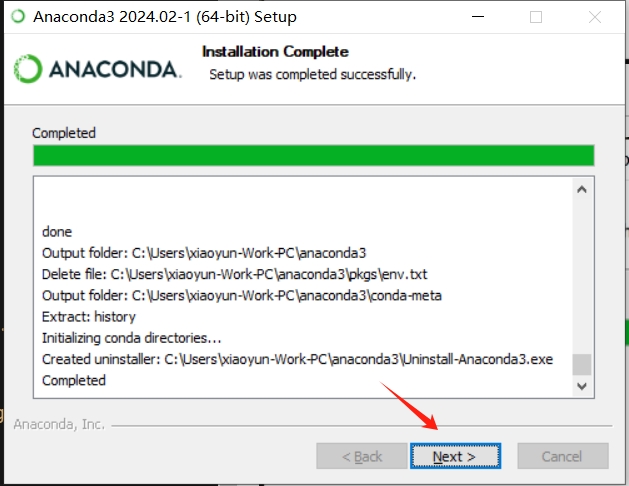 Anaconda3 2024.02-1 (64-bit) Setup
ANACONDA.
Installation Complete
Setup was completed successfully.
Completed
done
Output folder: C:\Users\xiaoyun-Work-PC\anaconda3
Delete file: C:\Users\xiaoyun-Work-PC\anaconda3\pkgs\env.txt
Output folder: C:\Users\xiaoyun-Work-PC\anaconda3\conda-meta
Extract: history
Initializing conda directories...
Created uninstaller: C:\Users\xiaoyun-Work-PC\anaconda3\Uninstall-Anaconda3.exe
Completed
Anaconda, Inc.
< Back
Next >
Cancel